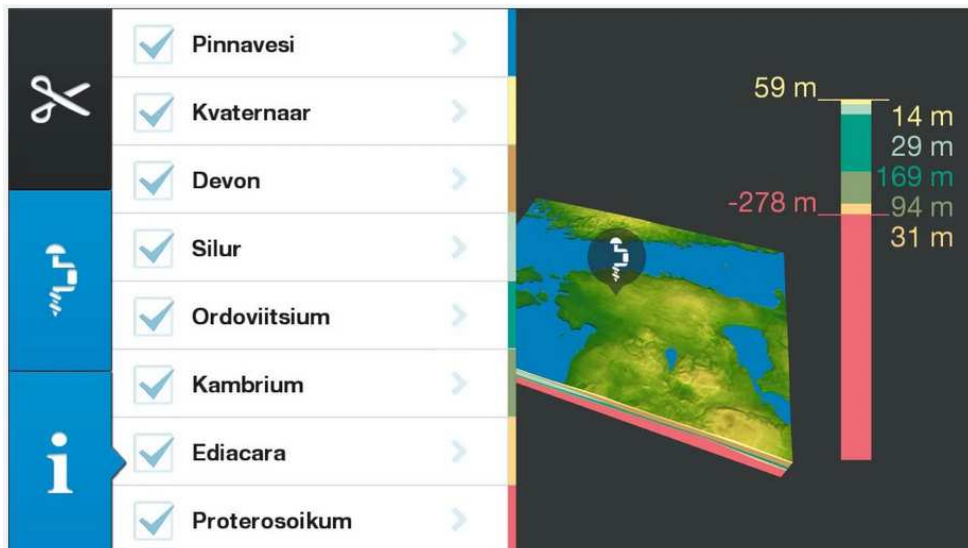 Pinnavesi
Kvaternaar
Devon
Silur
Ordoviitsium
Kambrium
Ediacara
Proterosoikum
59 m
14 m
29 m
169 m
-278 m
94 m
31 m